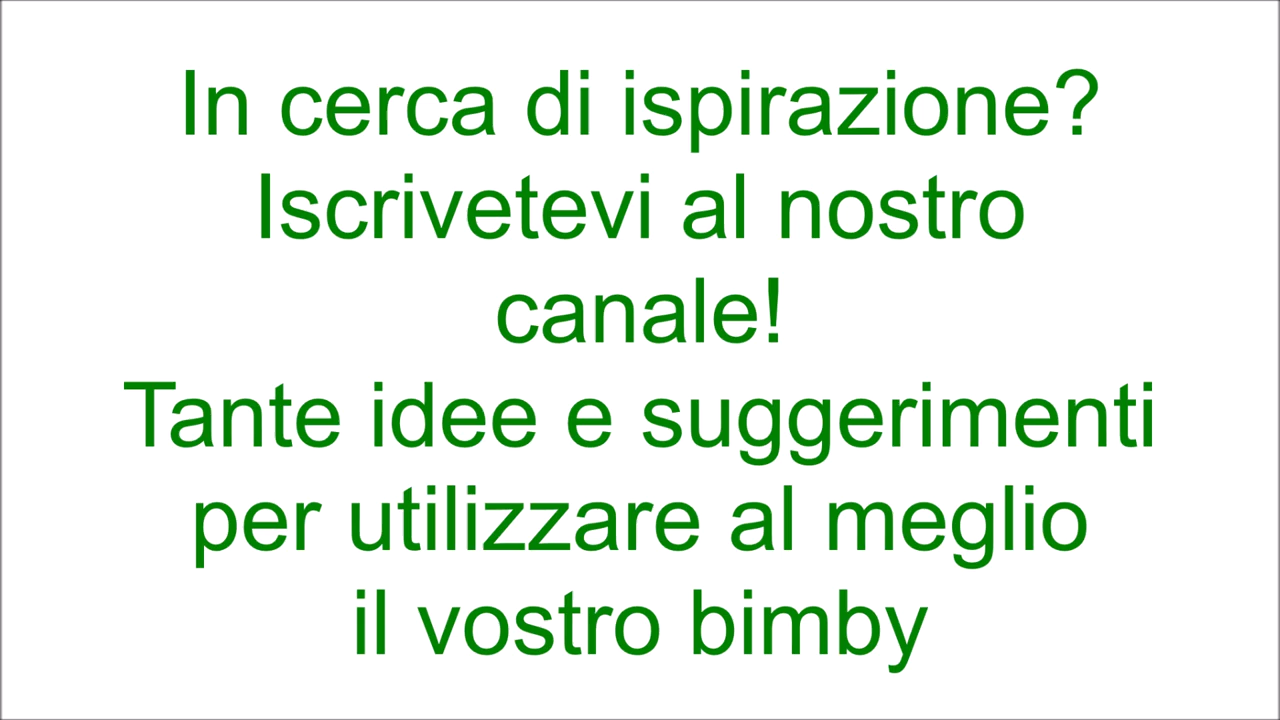 In cerca di ispirazione?
Iscrivetevi al nostro
canale!
Tante idee e suggerimenti
per utilizzare al meglio
il vostro bimby